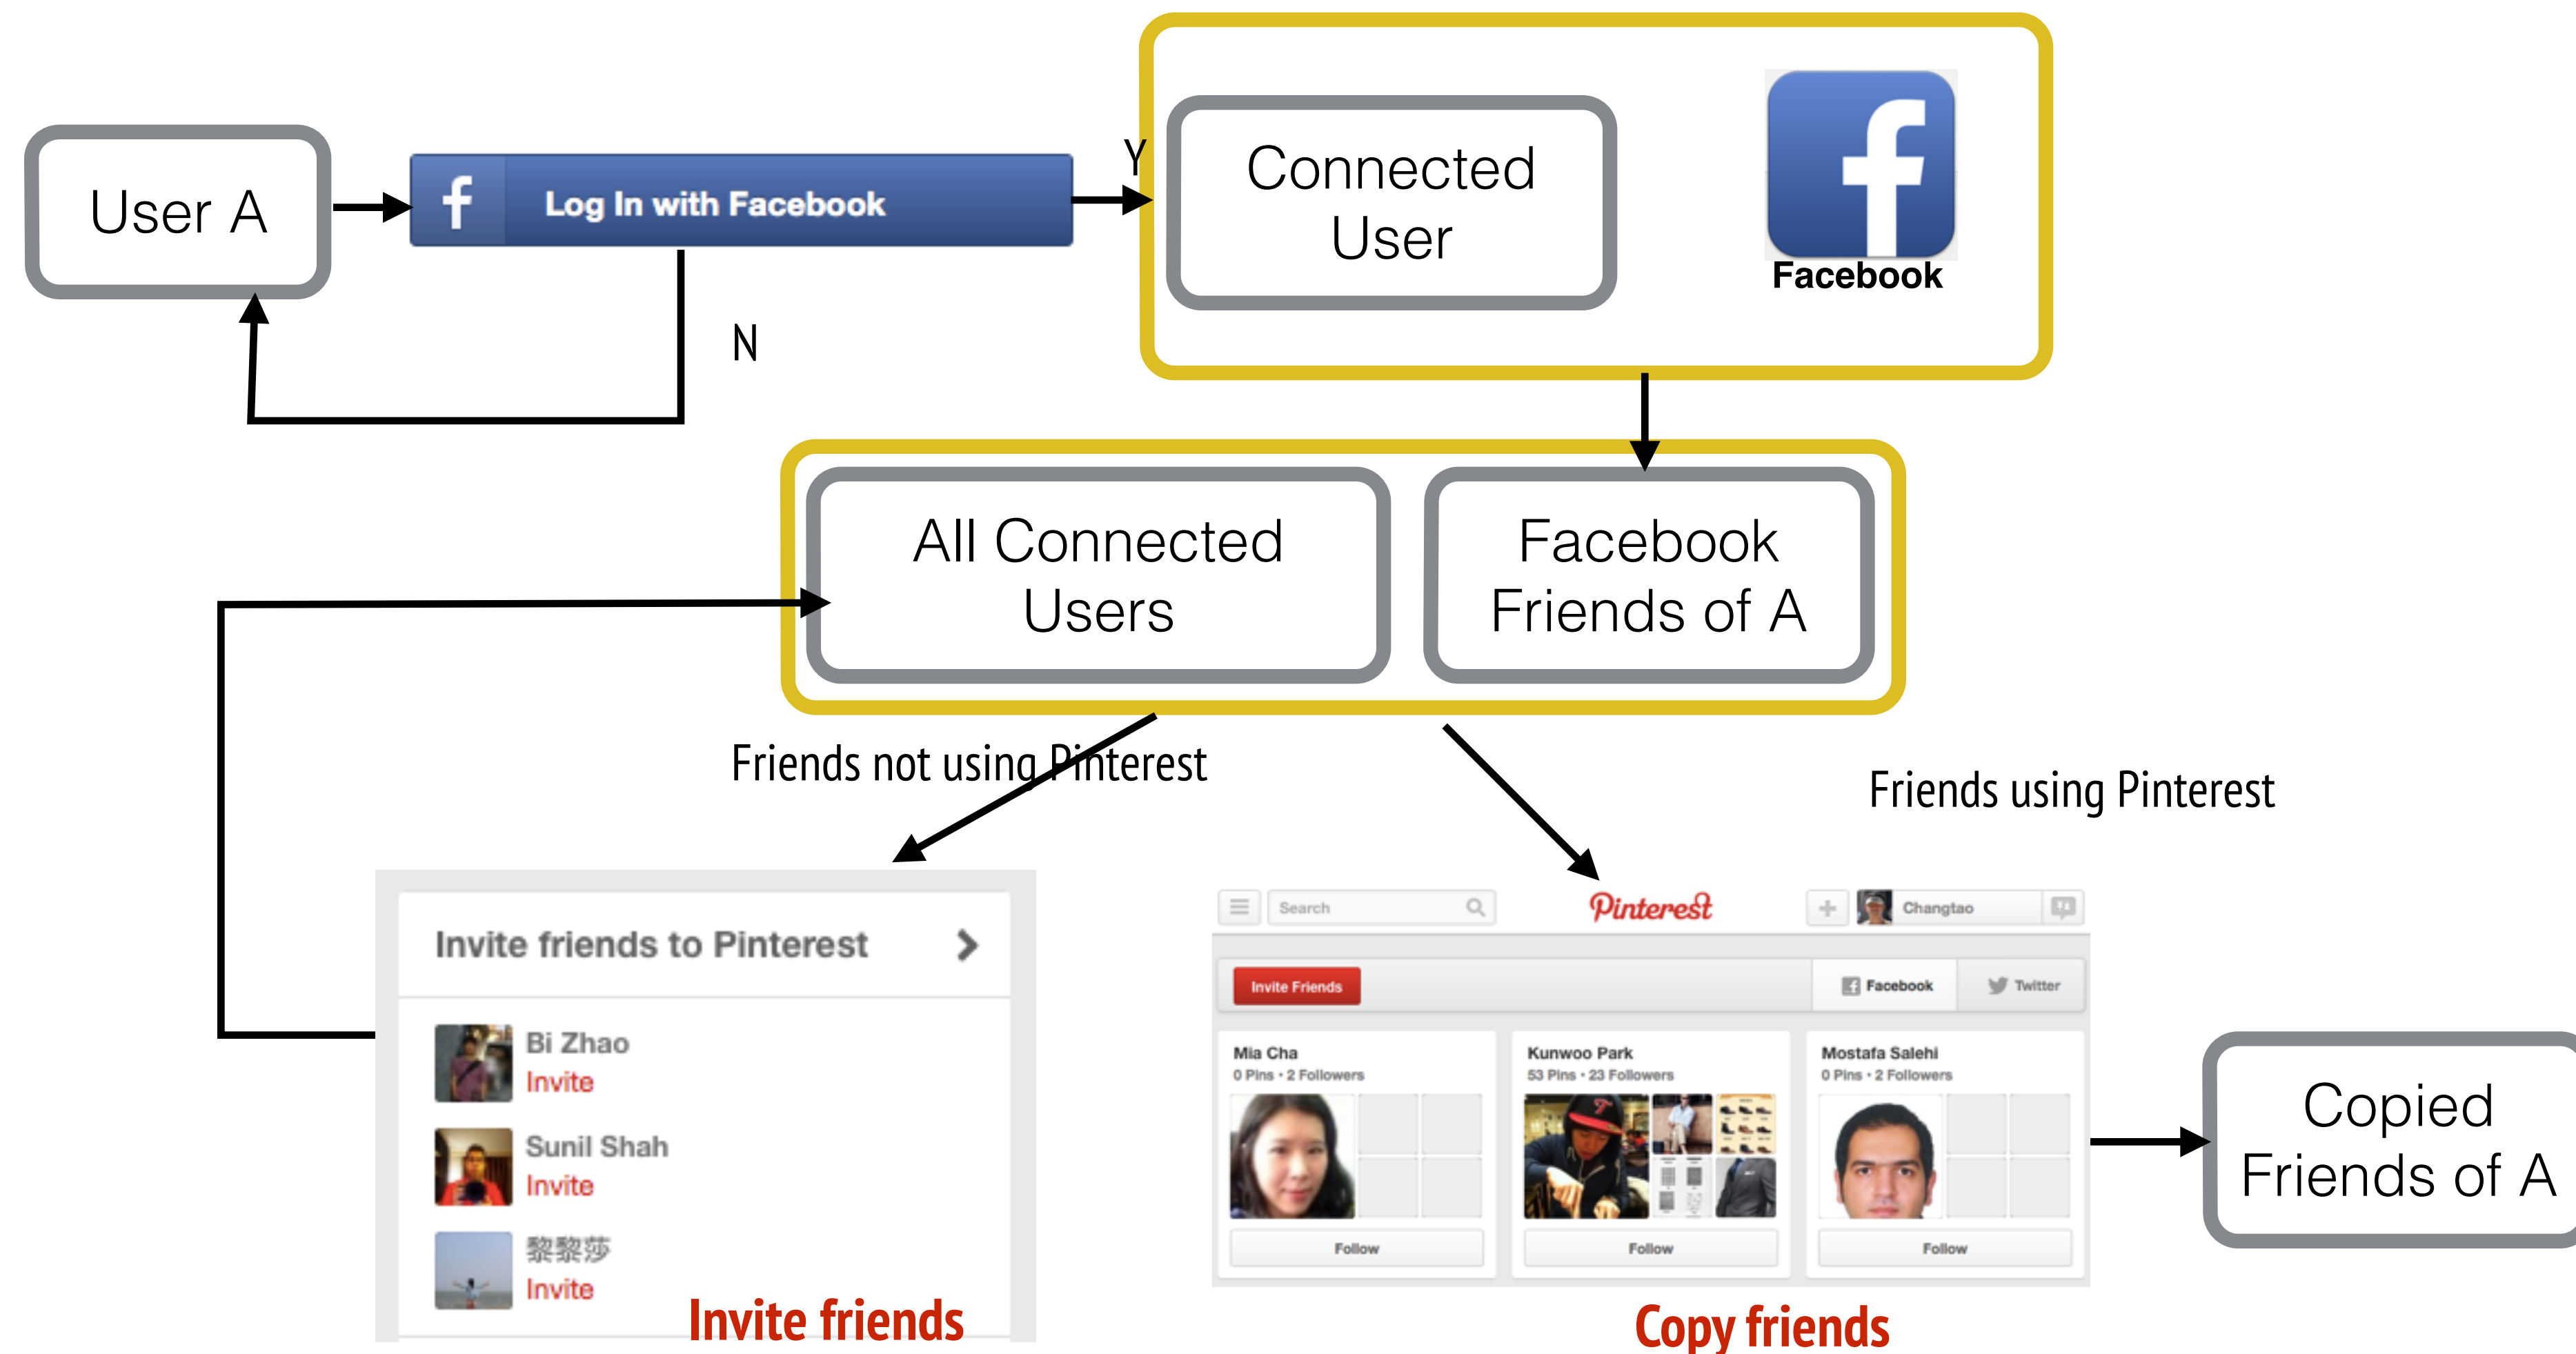 User A
Log In with Facebook
Y
Connected
User
Facebook
N
All Connected
Users
Facebook
Friends of A
Friends not using Pinterest
Friends using Pinterest
Invite friends to Pinterest
Bi Zhao
Invite
Sunil Shah
Invite
黎黎莎
Invite
Invite friends
Search
Pinterest
Changtao
Invite Friends
Facebook
Twitter
Mia Cha
0 Pins • 2 Followers
Follow
Kunwoo Park
53 Pins • 23 Followers
Follow
Mostafa Salehi
0 Pins • 2 Followers
Follow
Copy friends
Copied
Friends of A